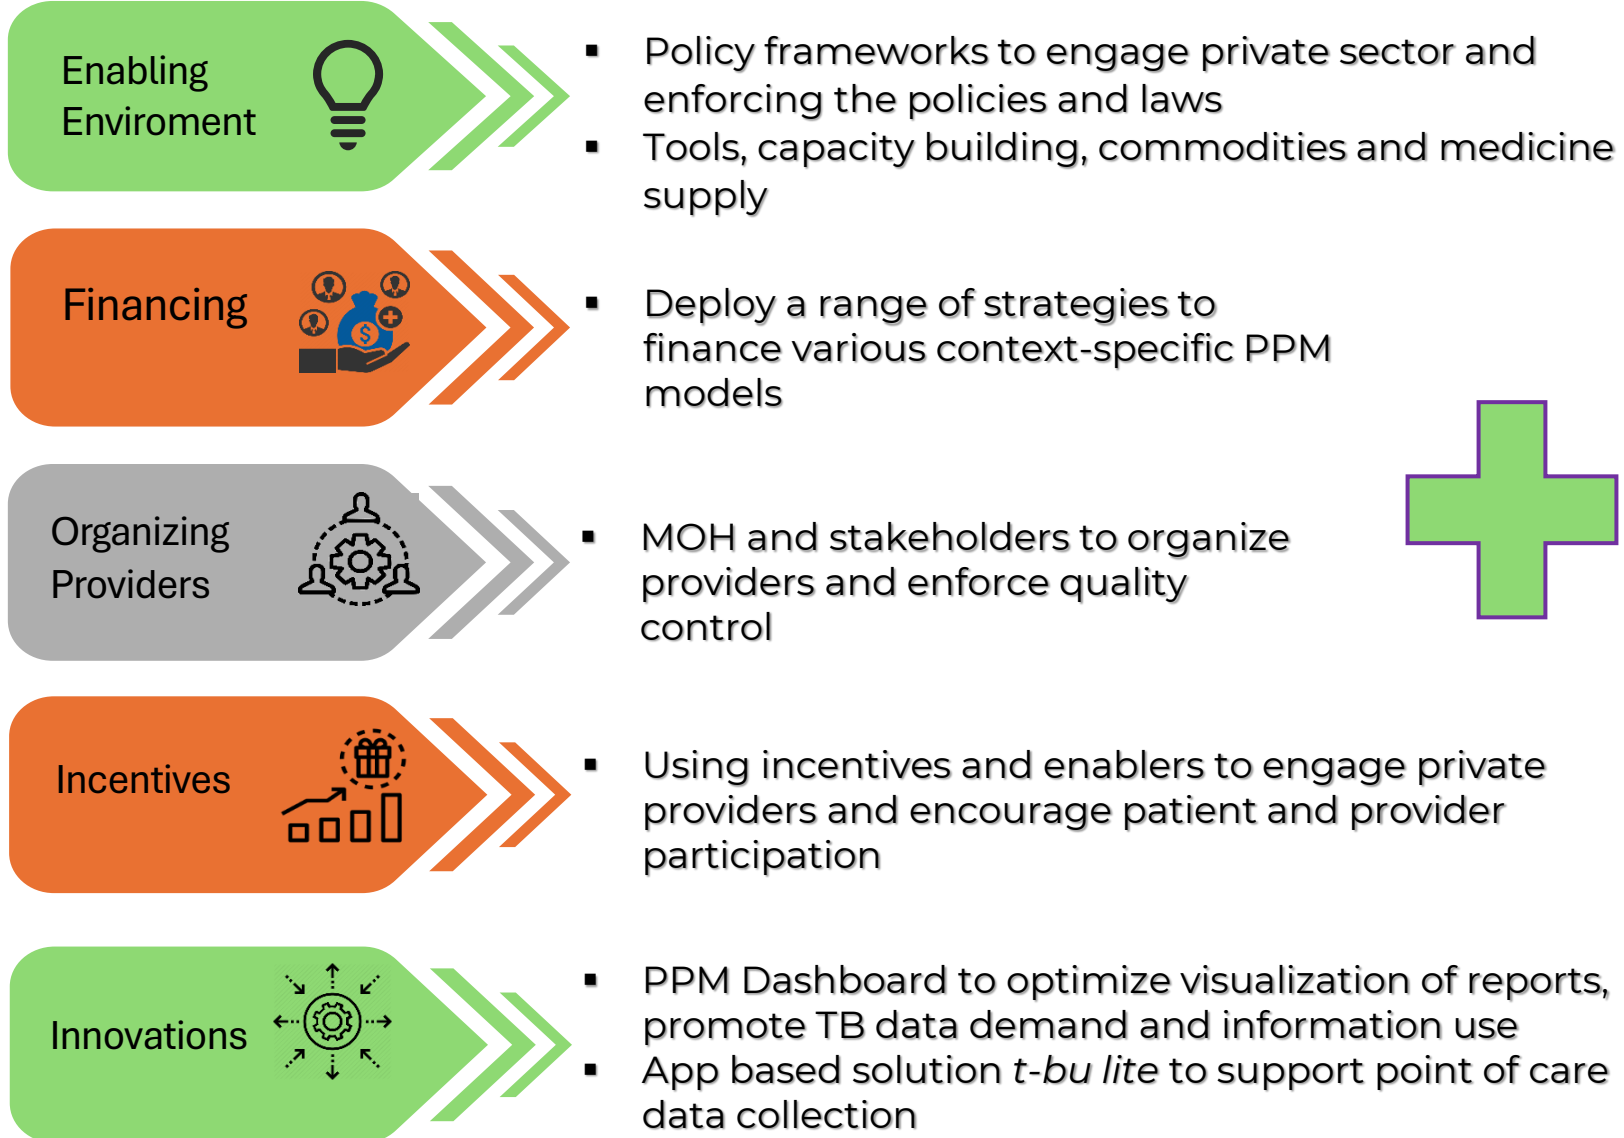 Enabling
Enviroment
▪ Policy frameworks to engage private sector and
enforcing the policies and laws
▪ Tools, capacity building, commodities and medicine
supply
Financing
$
▪ Deploy a range of strategies to
finance various context-specific PPM
models
Organizing
Providers
▪ MOH and stakeholders to organize
providers and enforce quality
control
Incentives
▪ Using incentives and enablers to engage private
providers and encourage patient and provider
participation
Innovations
▪ PPM Dashboard to optimize visualization of reports,
promote TB data demand and information use
▪ App based solution t-bu lite to support point of care
data collection